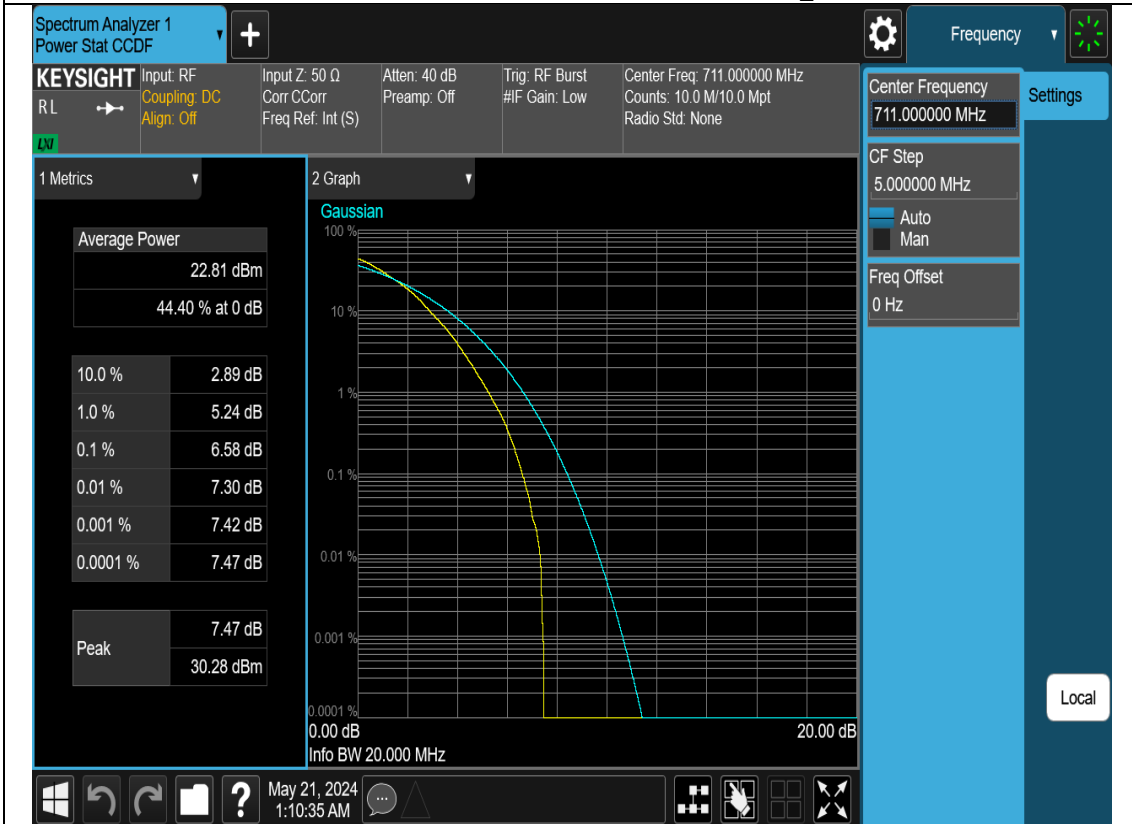 Spectrum Analyzer 1
Power Stat CCDF
+
Frequency
KEYSIGHT
RL
LXI
Input: RF
Coupling: DC
Align: Off
Input Z: 50 Ω
Corr CCorr
Freq Ref: Int (S)
Atten: 40 dB
Preamp: Off
Trig: RF Burst
#IF Gain: Low
Center Freq: 711.000000 MHz
Counts: 10.0 M/10.0 Mpt
Radio Std: None
Center Frequency
711.000000 MHz
Settings
CF Step
5.000000 MHz
Auto
Man
Freq Offset
0 Hz
1 Metrics
Average Power
22.81 dBm
44.40 % at 0 dB
10.0 % 2.89 dB
1.0 % 5.24 dB
0.1 % 6.58 dB
0.01 % 7.30 dB
0.001 % 7.42 dB
0.0001 % 7.47 dB
Peak
7.47 dB
30.28 dBm
2 Graph
Gaussian
100 %
10 %
1 %
0.1 %
0.01 %
0.001 %
0.0001 %
0.00 dB 20.00 dB
Info BW 20.000 MHz
Local
?
May 21, 2024
1:10:35 AM